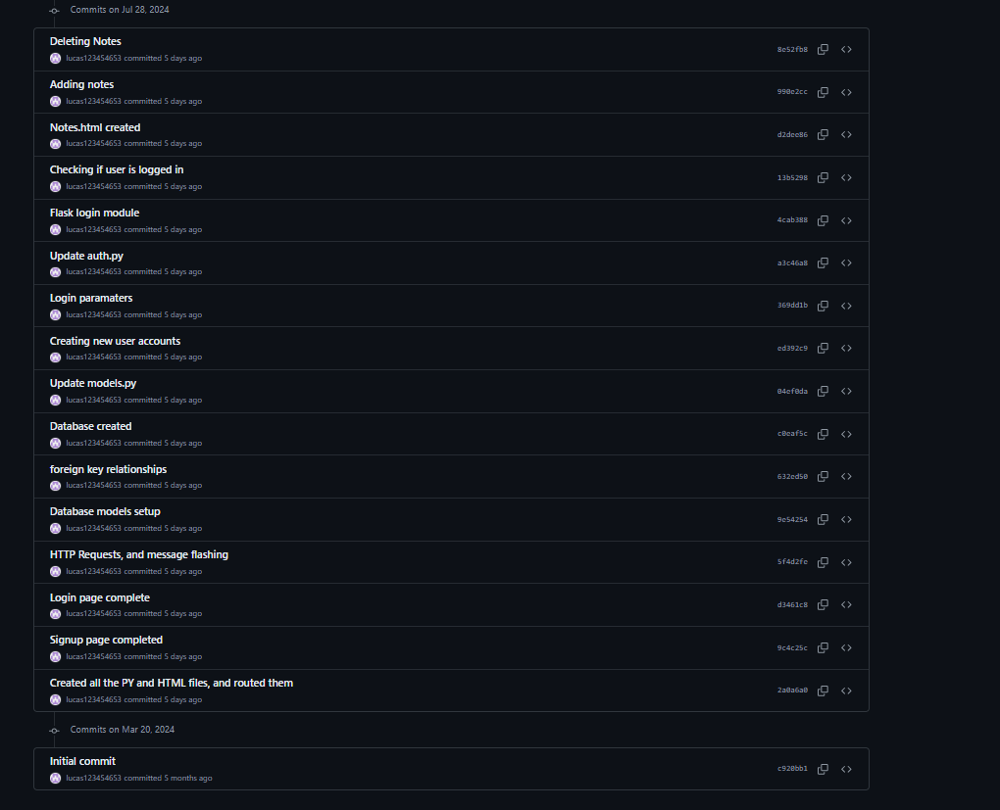 Commits on Jul 28, 2024
Deleting Notes
lucas123454653 committed 5 days ago
8e52fb8
Adding notes
lucas123454653 committed 5 days ago
990e2cc
Notes.html created
lucas123454653 committed 5 days ago
d2dee86
Checking if user is logged in
lucas123454653 committed 5 days ago
13b5298
Flask login module
lucas123454653 committed 5 days ago
4cab388
Update auth.py
lucas123454653 committed 5 days ago
a3c46a8
Login paramaters
lucas123454653 committed 5 days ago
369dd1b
Creating new user accounts
lucas123454653 committed 5 days ago
ed392c9
Update models.py
lucas123454653 committed 5 days ago
04ef0da
Database created
lucas123454653 committed 5 days ago
c0eaf5c
foreign key relationships
lucas123454653 committed 5 days ago
632ed50
Database models setup
lucas123454653 committed 5 days ago
9e54254
HTTP Requests, and message flashing
lucas123454653 committed 5 days ago
5f4d2fe
Login page complete
lucas123454653 committed 5 days ago
d3461c8
Signup page completed
lucas123454653 committed 5 days ago
9c4c25c
Created all the PY and HTML files, and routed them
lucas123454653 committed 5 days ago
2a0a6a0
Commits on Mar 20, 2024
Initial commit
lucas123454653 committed 5 months ago
c920bb1